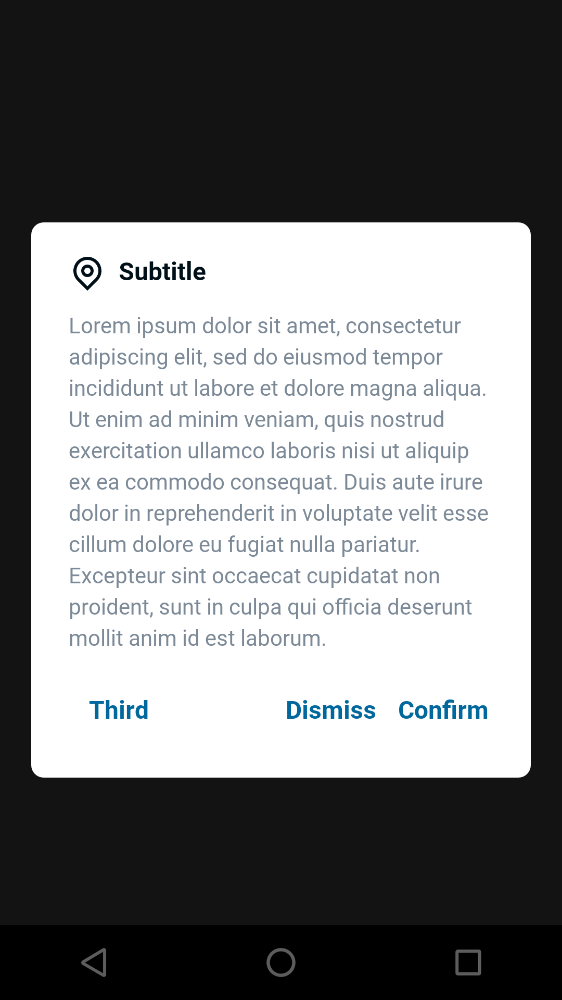 Subtitle
Lorem ipsum dolor sit amet, consectetur
adipiscing elit, sed do eiusmod tempor
incididunt ut labore et dolore magna aliqua.
Ut enim ad minim veniam, quis nostrud
exercitation ullamco laboris nisi ut aliquip
ex ea commodo consequat. Duis aute irure
dolor in reprehenderit in voluptate velit esse
cillum dolore eu fugiat nulla pariatur.
Excepteur sint occaecat cupidatat non
proident, sunt in culpa qui officia deserunt
mollit anim id est laborum.
Third Dismiss Confirm